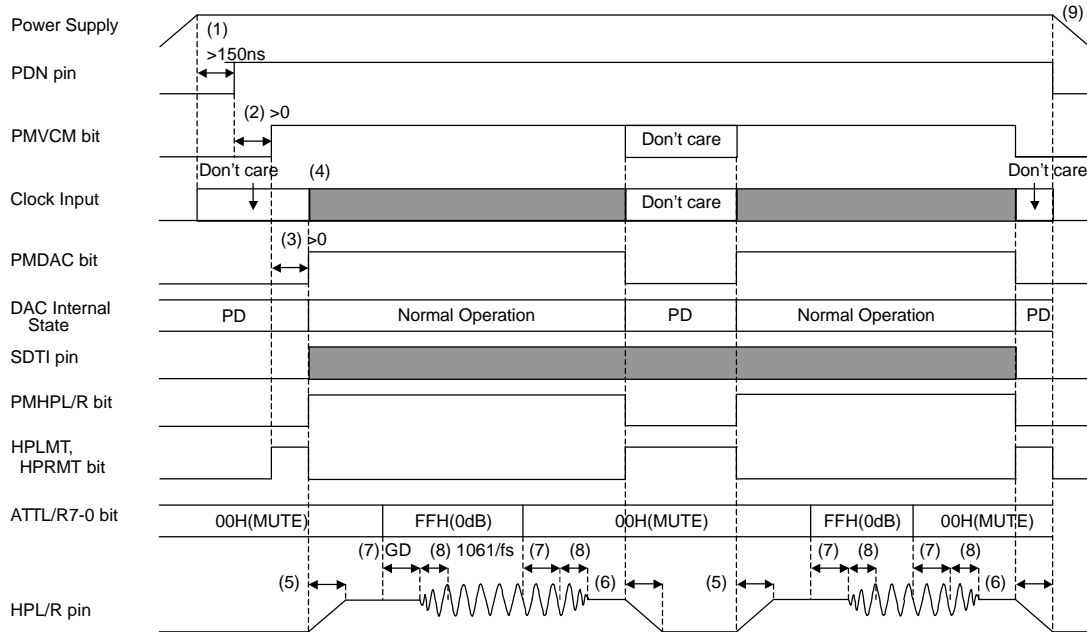 Power Supply
(1)
(9)
>150ns
PDN pin
(2) >0
PMVCM bit
Don't care
Don't care
(4)
Don't care
Clock Input
Don't care
(3) >0
PMDAC bit
DAC Internal
State
PD
Normal Operation
PD
Normal Operation
PD
SDTI pin
PMHPL/R bit
HPLMT,
HPRMT bit
ATTL/R7-0 bit
00H(MUTE)
FFH(0dB)
00H(MUTE)
FFH(0dB)
00H(MUTE)
(7) GD
(8) 1061/fs
(7)
(8)
(7)
(8)
(7)
(8)
(5)
(6)
(5)
(6)
HPL/R pin